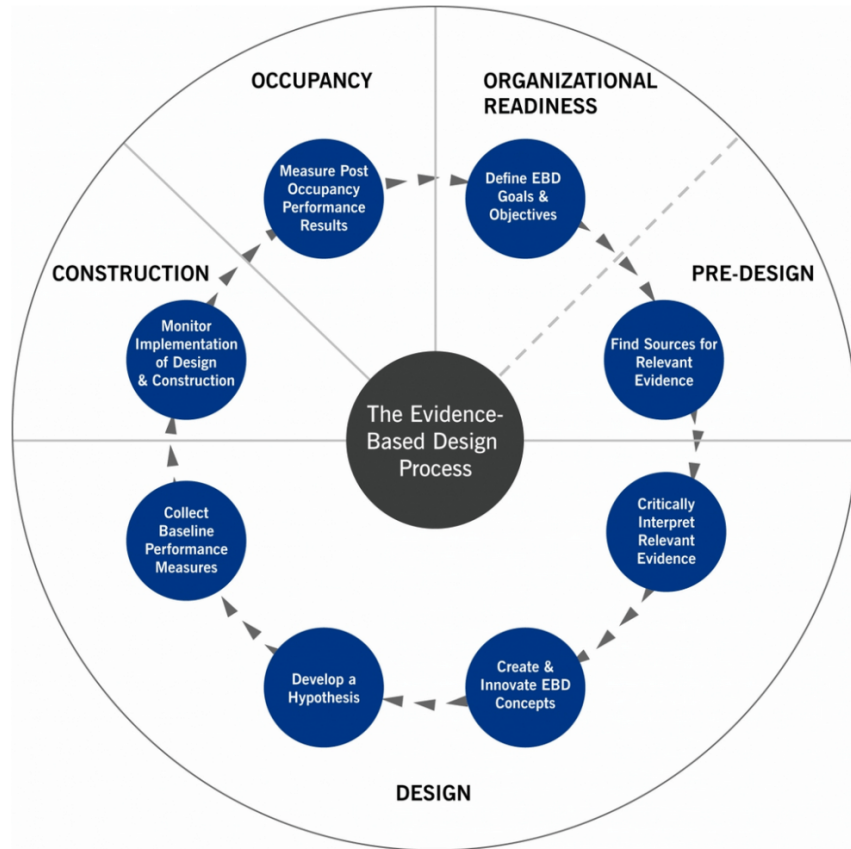 OCCUPANCY
ORGANIZATIONAL
READINESS
Measure Post
Occupancy
Performance
Results
Define EBD
Goals &
Objectives
CONSTRUCTION
PRE-DESIGN
Monitor
Implementation
of Design
& Construction
Find Sources for
Relevant
Evidence
The Evidence-
Based Design
Process
Collect
Baseline
Performance
Measures
Critically
Interpret
Relevant
Evidence
Develop a
Hypothesis
Create &
Innovate EBD
Concepts
DESIGN